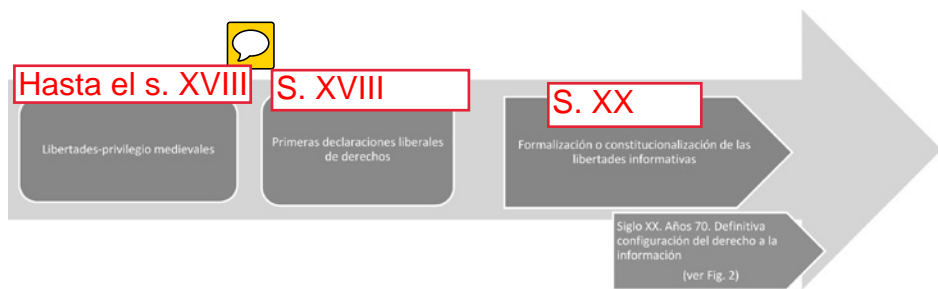 Hasta el s. XVIII
S. XVIII
S. XX
Libertades-privilegio medievales
Primeras declaraciones liberales
de derechos
Formalización o constitucionalización de las
libertades informativas
Siglo XX. Años 70. Definitiva
configuración del derecho a la
información
(ver Fig. 2)